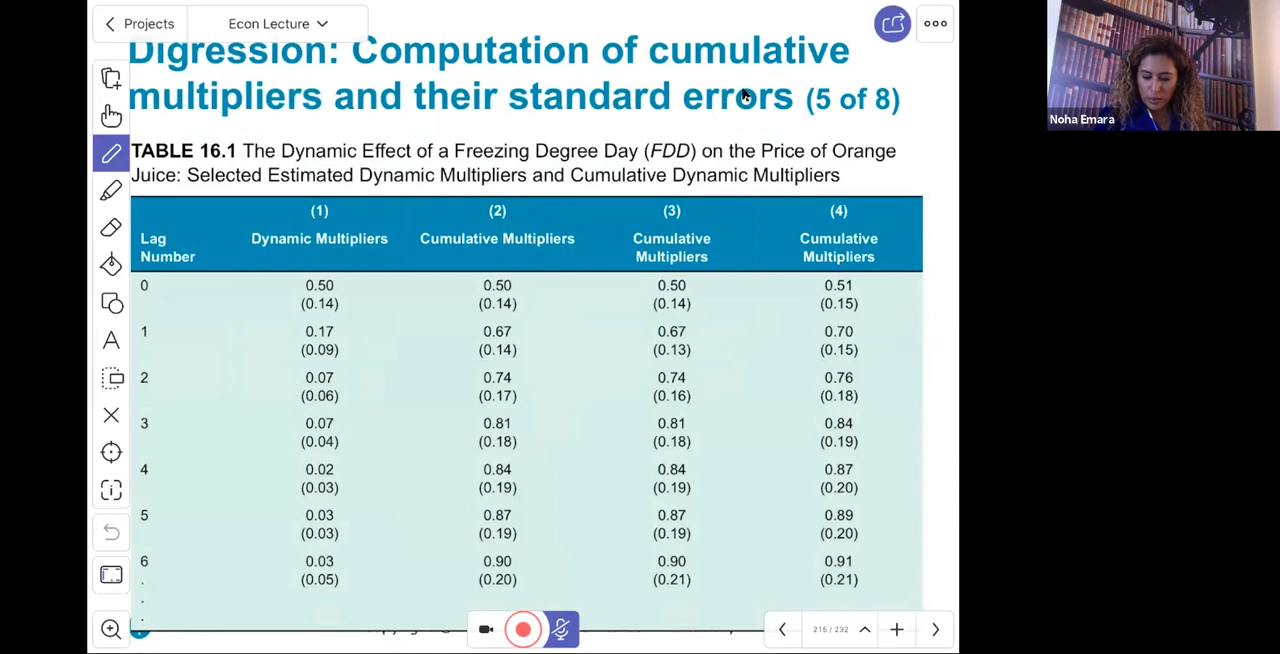 Projects
Econ Lecture
Digression: Computation of cumulative
multipliers and their standard errors (5 of 8)
TABLE 16.1 The Dynamic Effect of a Freezing Degree Day (FDD) on the Price of Orange
Juice: Selected Estimated Dynamic Multipliers and Cumulative Dynamic Multipliers
(1) (2) (3) (4)
Lag Number Dynamic Multipliers Cumulative Multipliers Cumulative Multipliers Cumulative Multipliers
0 0.50 0.50 0.50 0.51
(0.14) (0.14) (0.14) (0.15)
1 0.17 0.67 0.67 0.70
(0.09) (0.14) (0.13) (0.15)
2 0.07 0.74 0.74 0.76
(0.06) (0.17) (0.16) (0.18)
3 0.07 0.81 0.81 0.84
(0.04) (0.18) (0.18) (0.19)
4 0.02 0.84 0.84 0.87
(0.03) (0.19) (0.19) (0.20)
5 0.03 0.87 0.87 0.89
(0.03) (0.19) (0.19) (0.20)
6 0.03 0.90 0.90 0.91
(0.05) (0.20) (0.21) (0.21)
.
.
.
215 / 232
Noha Emara